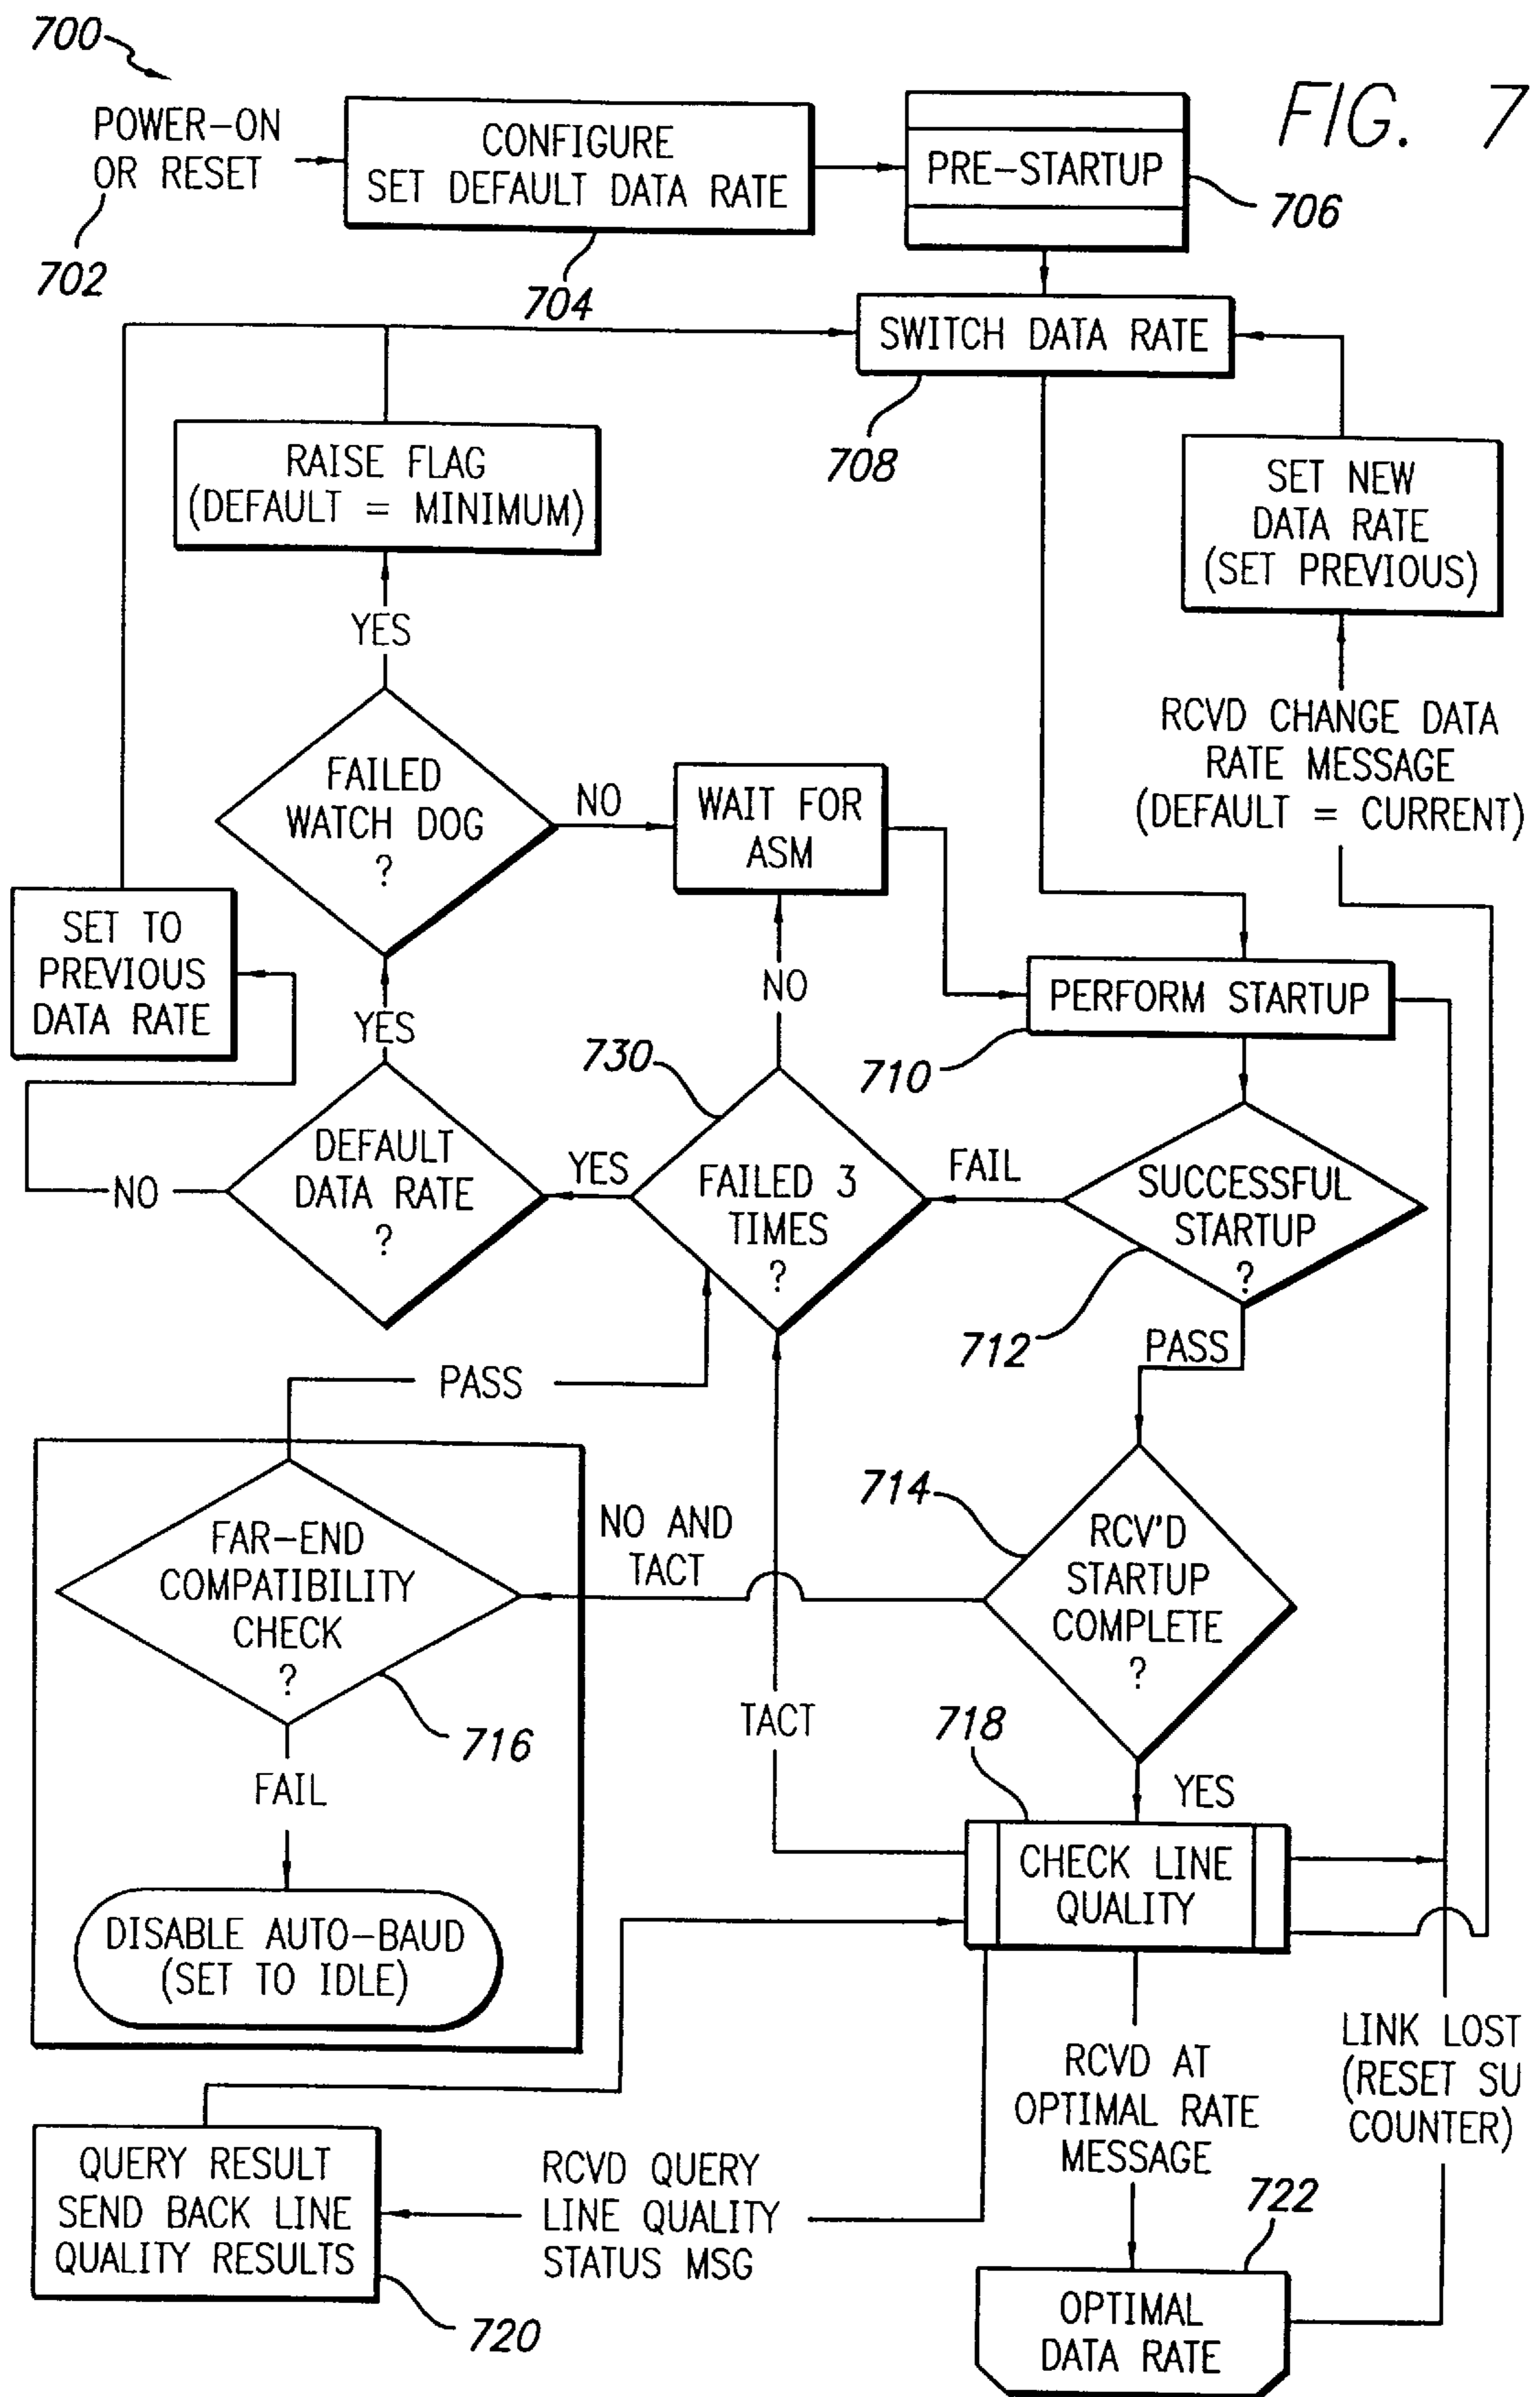 700
FIG. 7
POWER-ON
OR RESET
702
CONFIGURE
SET DEFAULT DATA RATE
704
PRE-STARTUP
706
SWITCH DATA RATE
708
RAISE FLAG
(DEFAULT = MINIMUM)
SET NEW
DATA RATE
(SET PREVIOUS)
YES
RCVD CHANGE DATA
RATE MESSAGE
(DEFAULT = CURRENT)
FAILED
WATCH DOG
?
NO
WAIT FOR
ASM
SET TO
PREVIOUS
DATA RATE
YES
NO
PERFORM STARTUP
710
730
DEFAULT
DATA RATE
?
NO
YES
FAILED 3
TIMES
?
FAIL
SUCCESSFUL
STARTUP
?
712
PASS
PASS
714
RCV'D
STARTUP
COMPLETE
?
NO AND
TACT
FAR-END
COMPATIBILITY
CHECK
?
716
FAIL
DISABLE AUTO-BAUD
(SET TO IDLE)
TACT
718
YES
CHECK LINE
QUALITY
LINK LOST
(RESET SU
COUNTER)
RCVD AT
OPTIMAL RATE
MESSAGE
QUERY RESULT
SEND BACK LINE
QUALITY RESULTS
720
RCVD QUERY
LINE QUALITY
STATUS MSG
722
OPTIMAL
DATA RATE